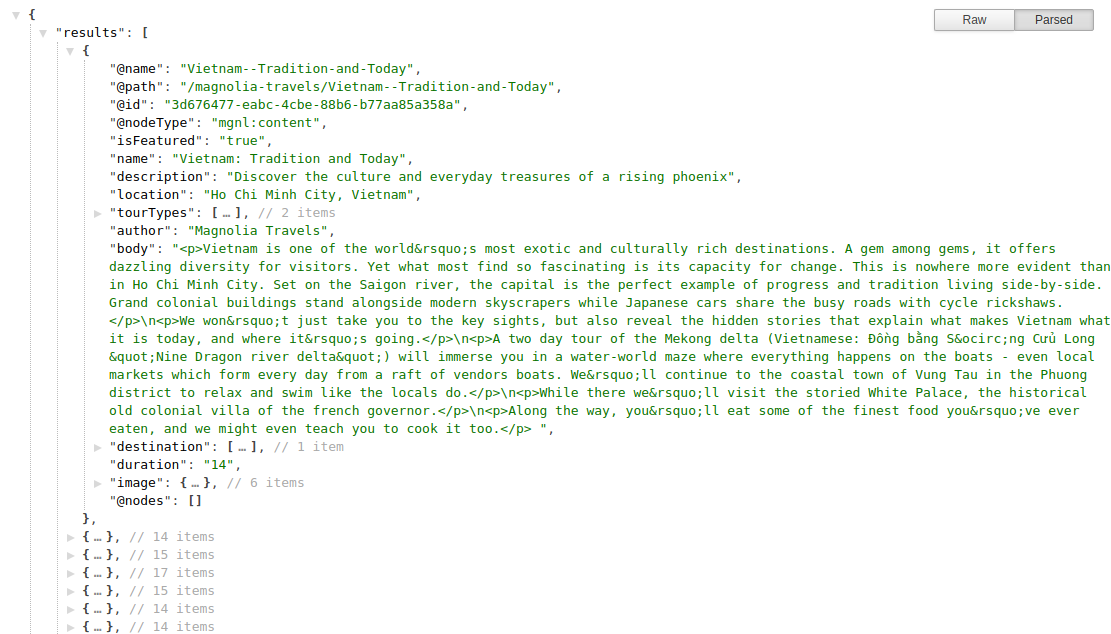 {
Raw Parsed
"results": [
{
"@name": "Vietnam--Tradition-and-Today",
"@path": "/magnolia-travels/Vietnam--Tradition-and-Today",
"@id": "3d676477-eabc-4cbe-88b6-b77aa85a358a",
"@nodeType": "mgnl:content",
"isFeatured": "true",
"name": "Vietnam: Tradition and Today",
"description": "Discover the culture and everyday treasures of a rising phoenix",
"location": "Ho Chi Minh City, Vietnam",
"tourTypes": […], // 2 items
"author": "Magnolia Travels",
"body": "<p>Vietnam is one of the world&rsquo;s most exotic and culturally rich destinations. A gem among gems, it offers
dazzling diversity for visitors. Yet what most find so fascinating is its capacity for change. This is nowhere more evident than
in Ho Chi Minh City. Set on the Saigon river, the capital is the perfect example of progress and tradition living side-by-side.
Grand colonial buildings stand alongside modern skyscrapers while Japanese cars share the busy roads with cycle rickshaws.
</p>\n<p>We won&rsquo;t just take you to the key sights, but also reveal the hidden stories that explain what makes Vietnam what
it is today, and where it&rsquo;s going.</p>\n<p>A two day tour of the Mekong delta (Vietnamese: Đồng bằng S&ocirc;ng Cửu Long
&quot;Nine Dragon river delta&quot;) will immerse you in a water-world maze where everything happens on the boats - even local
markets which form every day from a raft of vendors boats. We&rsquo;ll continue to the coastal town of Vung Tau in the Phuong
district to relax and swim like the locals do.</p>\n<p>While there we&rsquo;ll visit the storied White Palace, the historical
old colonial villa of the french governor.</p>\n<p>Along the way, you&rsquo;ll eat some of the finest food you&rsquo;ve ever
eaten, and we might even teach you to cook it too.</p> ",
"destination": […], // 1 item
"duration": "14",
"image": {…}, // 6 items
"@nodes": []
},
{…}, // 14 items
{…}, // 15 items
{…}, // 17 items
{…}, // 15 items
{…}, // 14 items
{…}, // 14 items